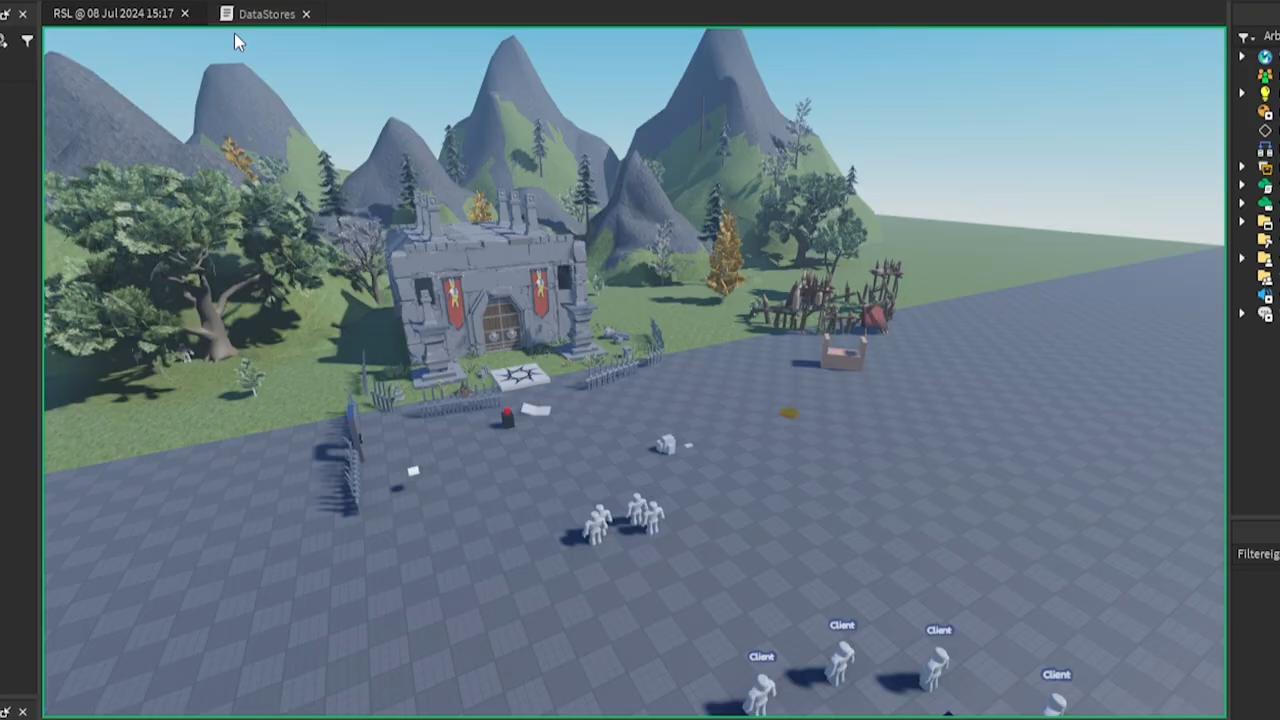 RSL @ 08 Jul 2024 15:17
DataStores
Arb
Filtereig
Client
Client
Client
Client